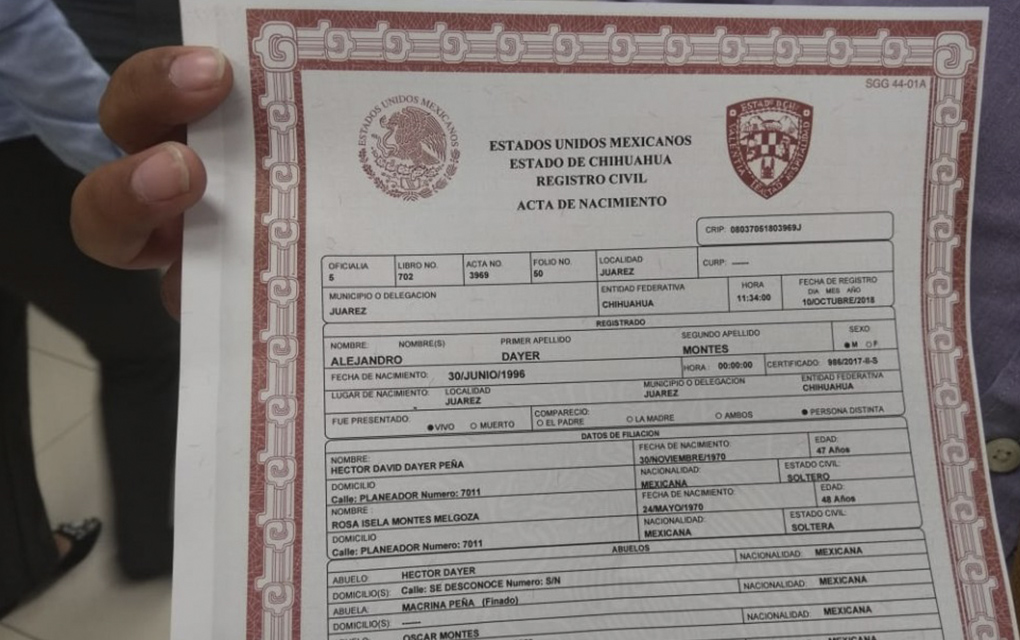 SGG 44-01A
ESTADOS UNIDOS MEXICANOS
ESTADOS UNIDOS MEXICANOS
ESTADO DE CHIHUAHUA
REGISTRO CIVIL
ACTA DE NACIMIENTO
CRIP: 08037051803969J
OFICIALIA LIBRO NO. ACTA NO. FOLIO NO. LOCALIDAD CURP: -----
5 702 3969 50 JUAREZ
MUNICIPIO O DELEGACION ENTIDAD FEDERATIVA HORA FECHA DE REGISTRO
DIA MES AÑO
JUAREZ CHIHUAHUA 11:34:00 10/OCTUBRE/2018
REGISTRADO
NOMBRE: NOMBRE(S) PRIMER APELLIDO SEGUNDO APELLIDO SEXO
ALEJANDRO DAYER MONTES M F
FECHA DE NACIMIENTO: 30/JUNIO/1996 HORA: 00:00:00 CERTIFICADO:
LUGAR DE NACIMIENTO: LOCALIDAD MUNICIPIO O DELEGACION ENTIDAD FEDERATIVA
JUAREZ JUAREZ CHIHUAHUA
FUE PRESENTADO: VIVO MUERTO COMPARECIO: EL PADRE LA MADRE AMBOS PERSONA DISTINTA
DATOS DE FILIACION
NOMBRE: FECHA DE NACIMIENTO: EDAD:
HECTOR DAVID DAYER PEÑA 30/NOVIEMBRE/1970 47 Años
DOMICILIO NACIONALIDAD: ESTADO CIVIL:
Calle: PLANEADOR Numero: 7011 MEXICANA SOLTERO
NOMBRE: FECHA DE NACIMIENTO: EDAD:
ROSA ISELA MONTES MELGOZA 24/MAYO/1970 48 Años
DOMICILIO NACIONALIDAD: ESTADO CIVIL:
Calle: PLANEADOR Numero: 7011 MEXICANA SOLTERA
ABUELOS
ABUELO: HECTOR DAYER NACIONALIDAD: MEXICANA
DOMICILIO(S): Calle: SE DESCONOCE Numero: S/N
ABUELA: MACRINA PEÑA (Finado) NACIONALIDAD: MEXICANA
DOMICILIO(S): -----
OSCAR MONTES NACIONALIDAD: MEXICANA